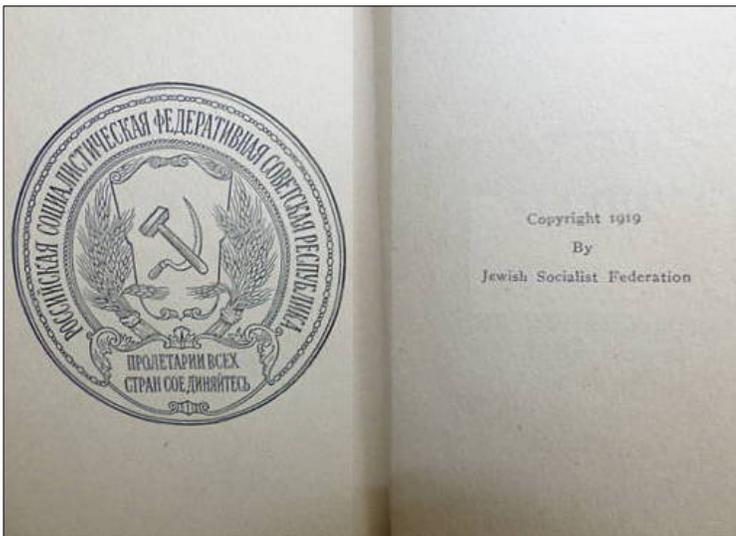 РОССИЙСКАЯ СОЦИАЛИСТИЧЕСКАЯ ФЕДЕРАТИВНАЯ СОВЕТСКАЯ РЕСПУБЛИКА
ПРОЛЕТАРИИ ВСЕХ
СТРАН СОЕДИНЯЙТЕСЬ
Copyright 1919
By
Jewish Socialist Federation